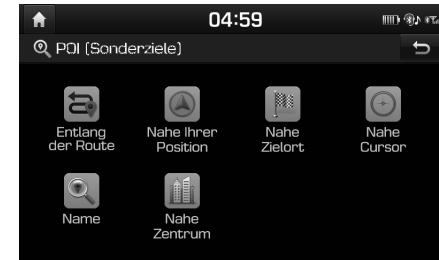 04:59
POI (Sonderziele)
Entlang
der Route
Nahe Ihrer
Position
Nahe
Zielort
Nahe
Cursor
Name
Nahe
Zentrum